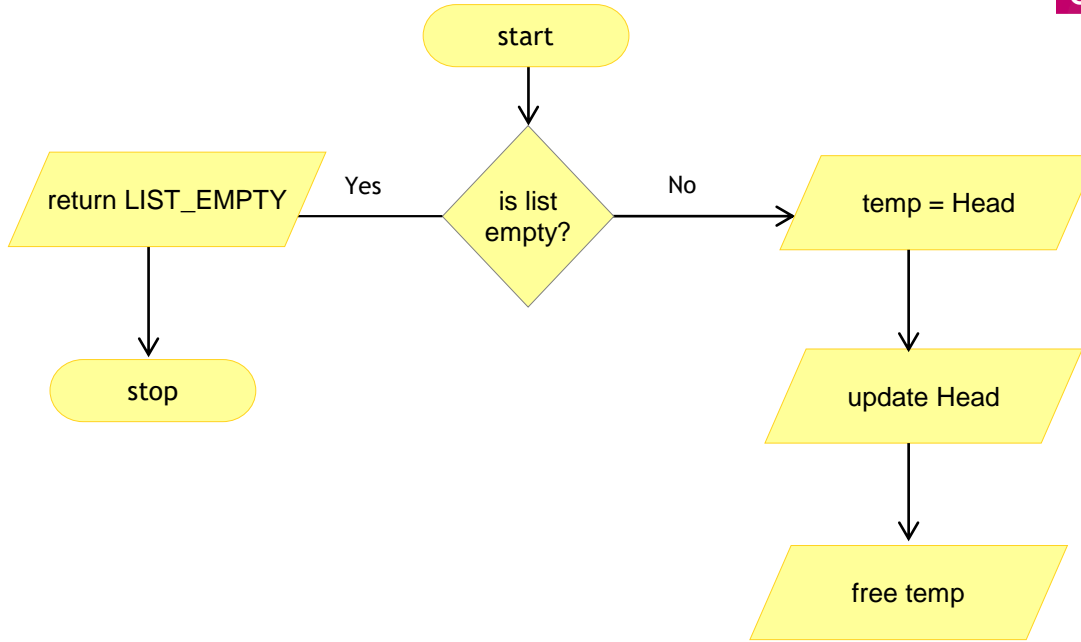 start
return LIST_EMPTY
Yes
is list
empty?
No
temp = Head
stop
update Head
free temp